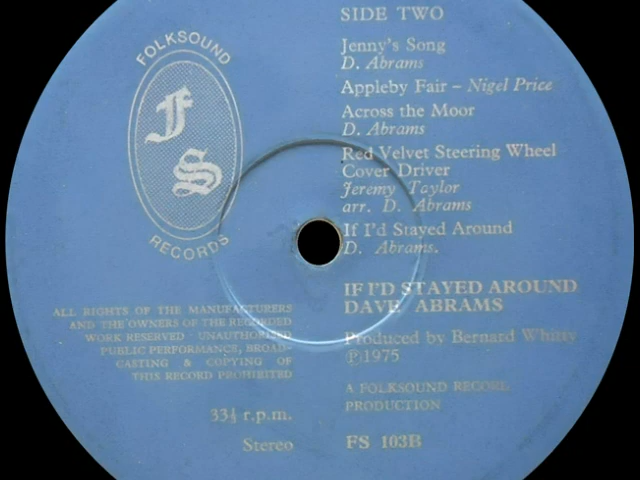 FOLKSOUND
FS
RECORDS
ALL RIGHTS OF THE MANUFACTURERS
AND THE OWNERS OF THE RECORDED
WORK RESERVED · UNAUTHORIZED
PUBLIC PERFORMANCE, BROAD-
CASTING & COPYING OF
THIS RECORD PROHIBITED
33⅓ r.p.m.
Stereo
SIDE TWO
Jenny's Song
D. Abrams
Appleby Fair – Nigel Price
Across the Moor
D. Abrams
Red Velvet Steering Wheel
Cover Driver
Jeremy Taylor
arr. D. Abrams
If I'd Stayed Around
D. Abrams.
IF I'D STAYED AROUND
DAVE ABRAMS
Produced by Bernard Whitty
℗1975
A FOLKSOUND RECORD
PRODUCTION
FS 103B